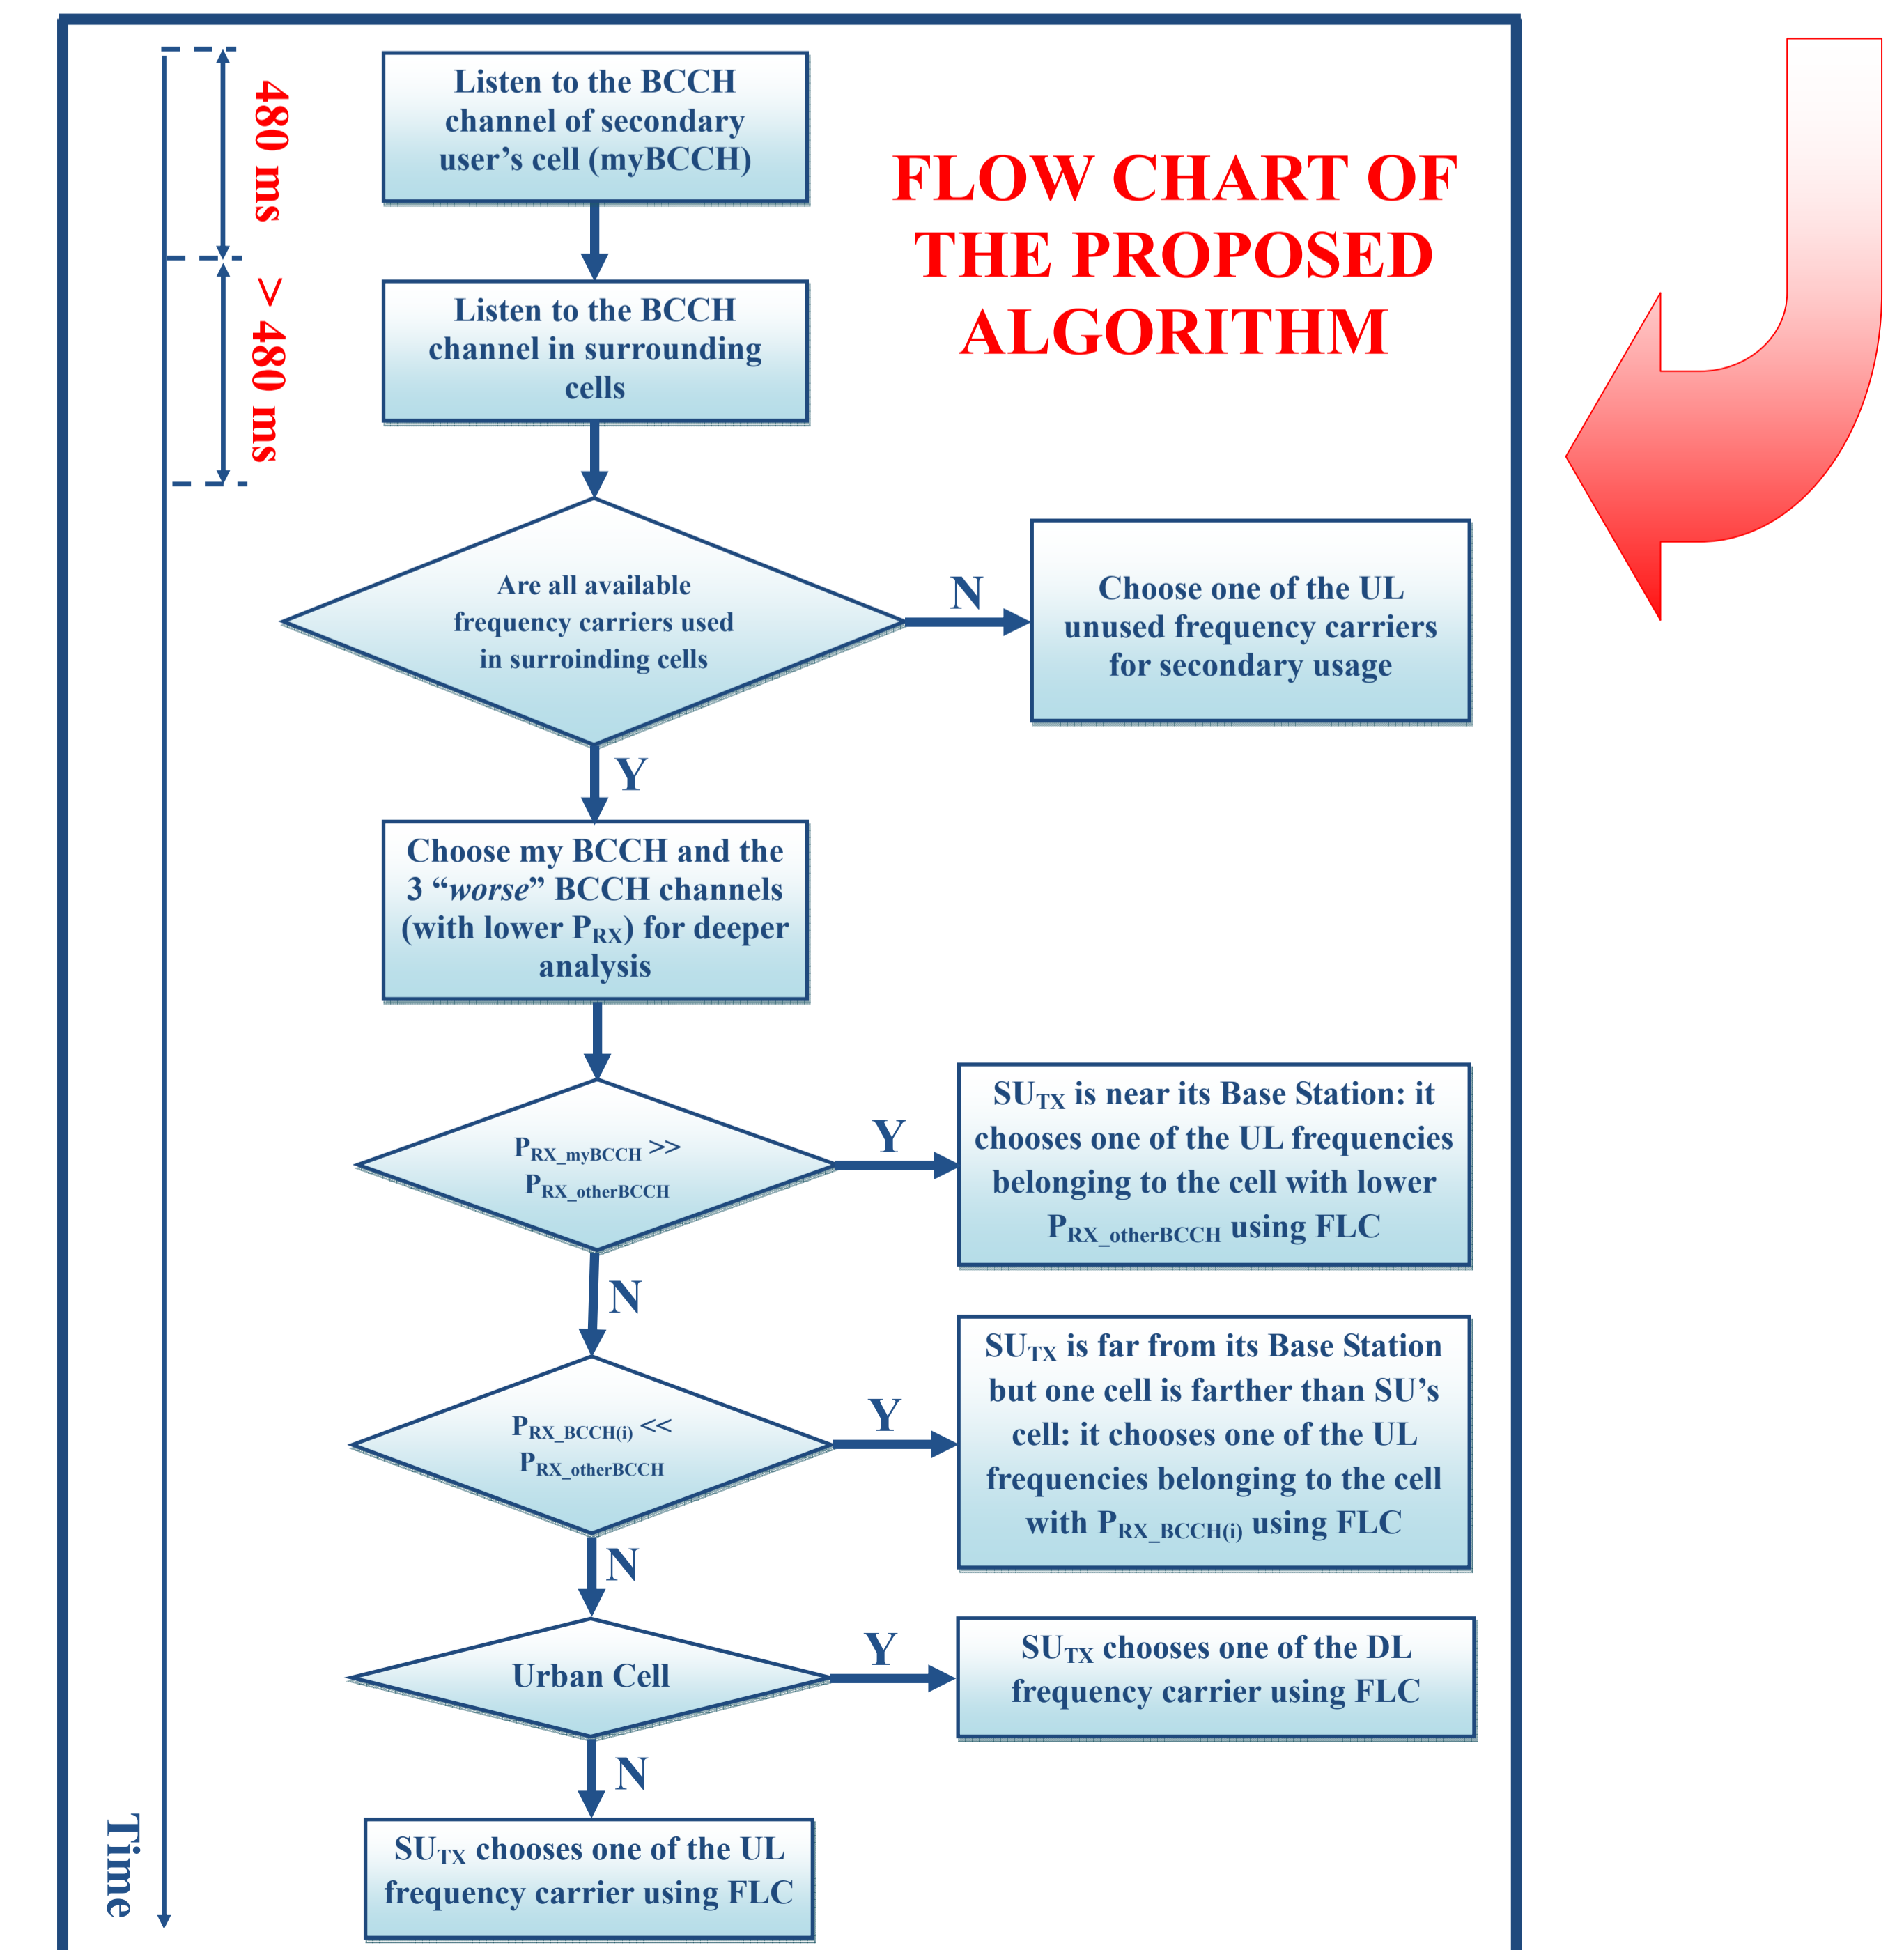 480 ms
> 480 ms
Time
Listen to the BCCH
channel of secondary
user’s cell (myBCCH)
FLOW CHART OF
THE PROPOSED
ALGORITHM
Listen to the BCCH
channel in surrounding
cells
Are all available
frequency carriers used
in surroinding cells
N
Choose one of the UL
unused frequency carriers
for secondary usage
Y
Choose my BCCH and the
3 “worse” BCCH channels
(with lower PRX) for deeper
analysis
PRX_myBCCH >>
PRX_otherBCCH
Y
SUTX is near its Base Station: it
chooses one of the UL frequencies
belonging to the cell with lower
PRX_otherBCCH using FLC
N
PRX_BCCH(i) <<
PRX_otherBCCH
Y
SUTX is far from its Base Station
but one cell is farther than SU’s
cell: it chooses one of the UL
frequencies belonging to the cell
with PRX_BCCH(i) using FLC
N
Urban Cell
Y
SUTX chooses one of the DL
frequency carrier using FLC
N
SUTX chooses one of the UL
frequency carrier using FLC